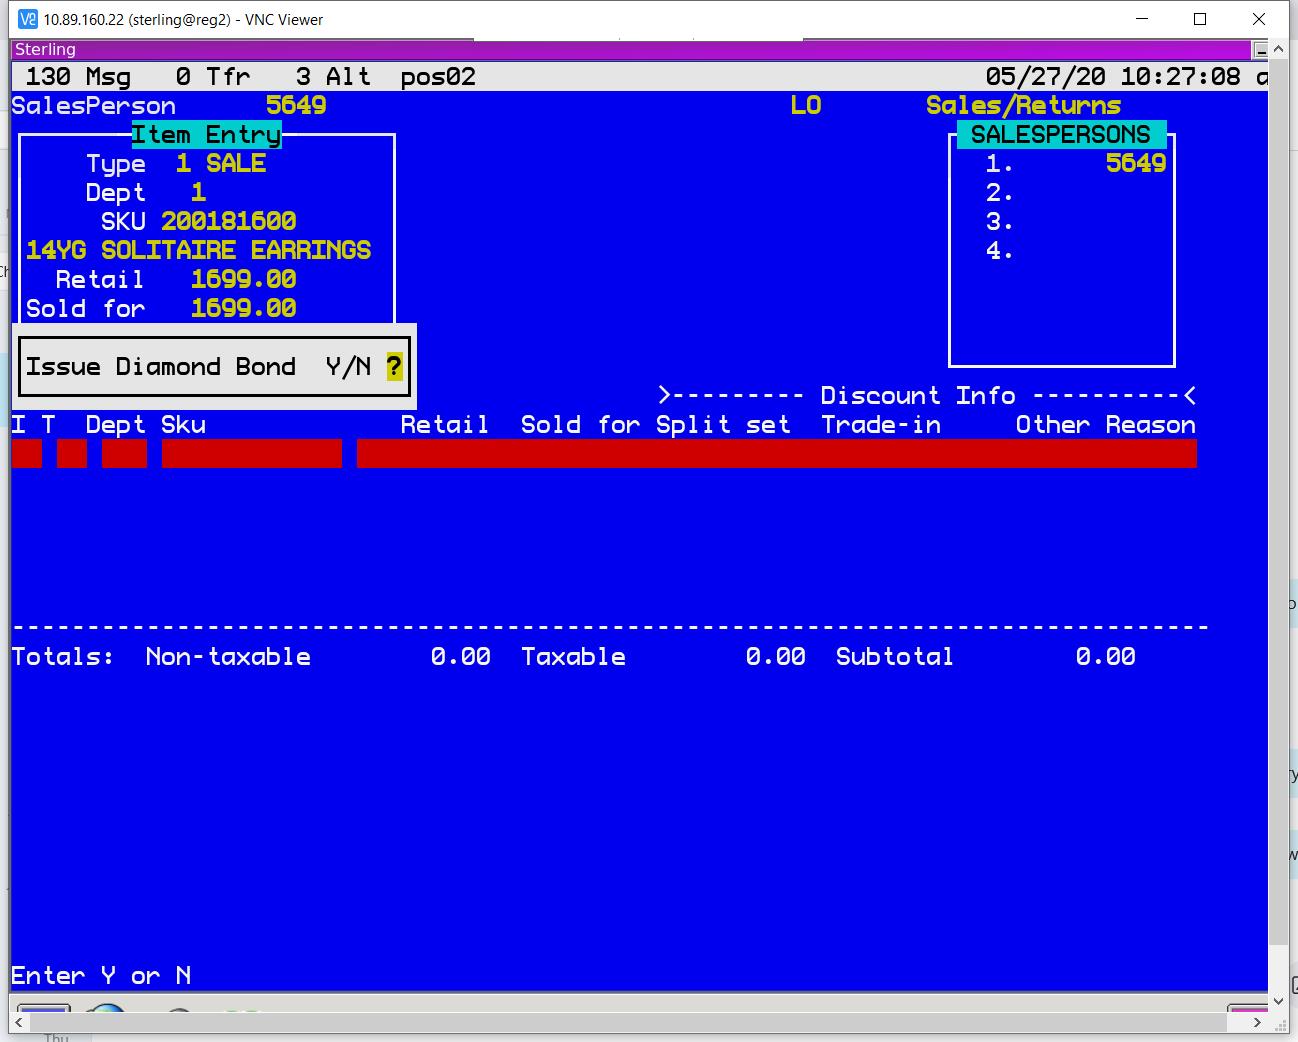 10.89.160.22 (sterling@reg2) - VNC Viewer
Sterling
130 Msg 0 Tfr 3 Alt pos02 05/27/20 10:27:08 a
SalesPerson 5649 LO Sales/Returns
Item Entry SALESPERSONS
Type 1 SALE 1. 5649
Dept 1 2.
SKU 200181600 3.
14YG SOLITAIRE EARRINGS 4.
Retail 1699.00
Sold for 1699.00
Issue Diamond Bond Y/N ?
>--------- Discount Info ----------<
I T Dept Sku Retail Sold for Split set Trade-in Other Reason
--------------------------------------------------------------------------------
Totals: Non-taxable 0.00 Taxable 0.00 Subtotal 0.00
Enter Y or N
Thu